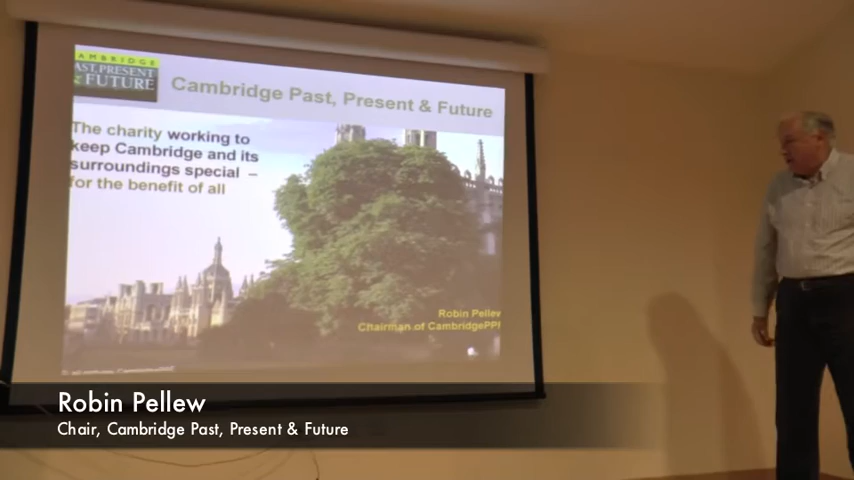 CAMBRIDGE
PAST, PRESENT
& FUTURE
Cambridge Past, Present & Future
The charity working to
keep Cambridge and its
surroundings special –
for the benefit of all
Robin Pellew
Chairman of CambridgePPF
Robin Pellew
Chair, Cambridge Past, Present & Future